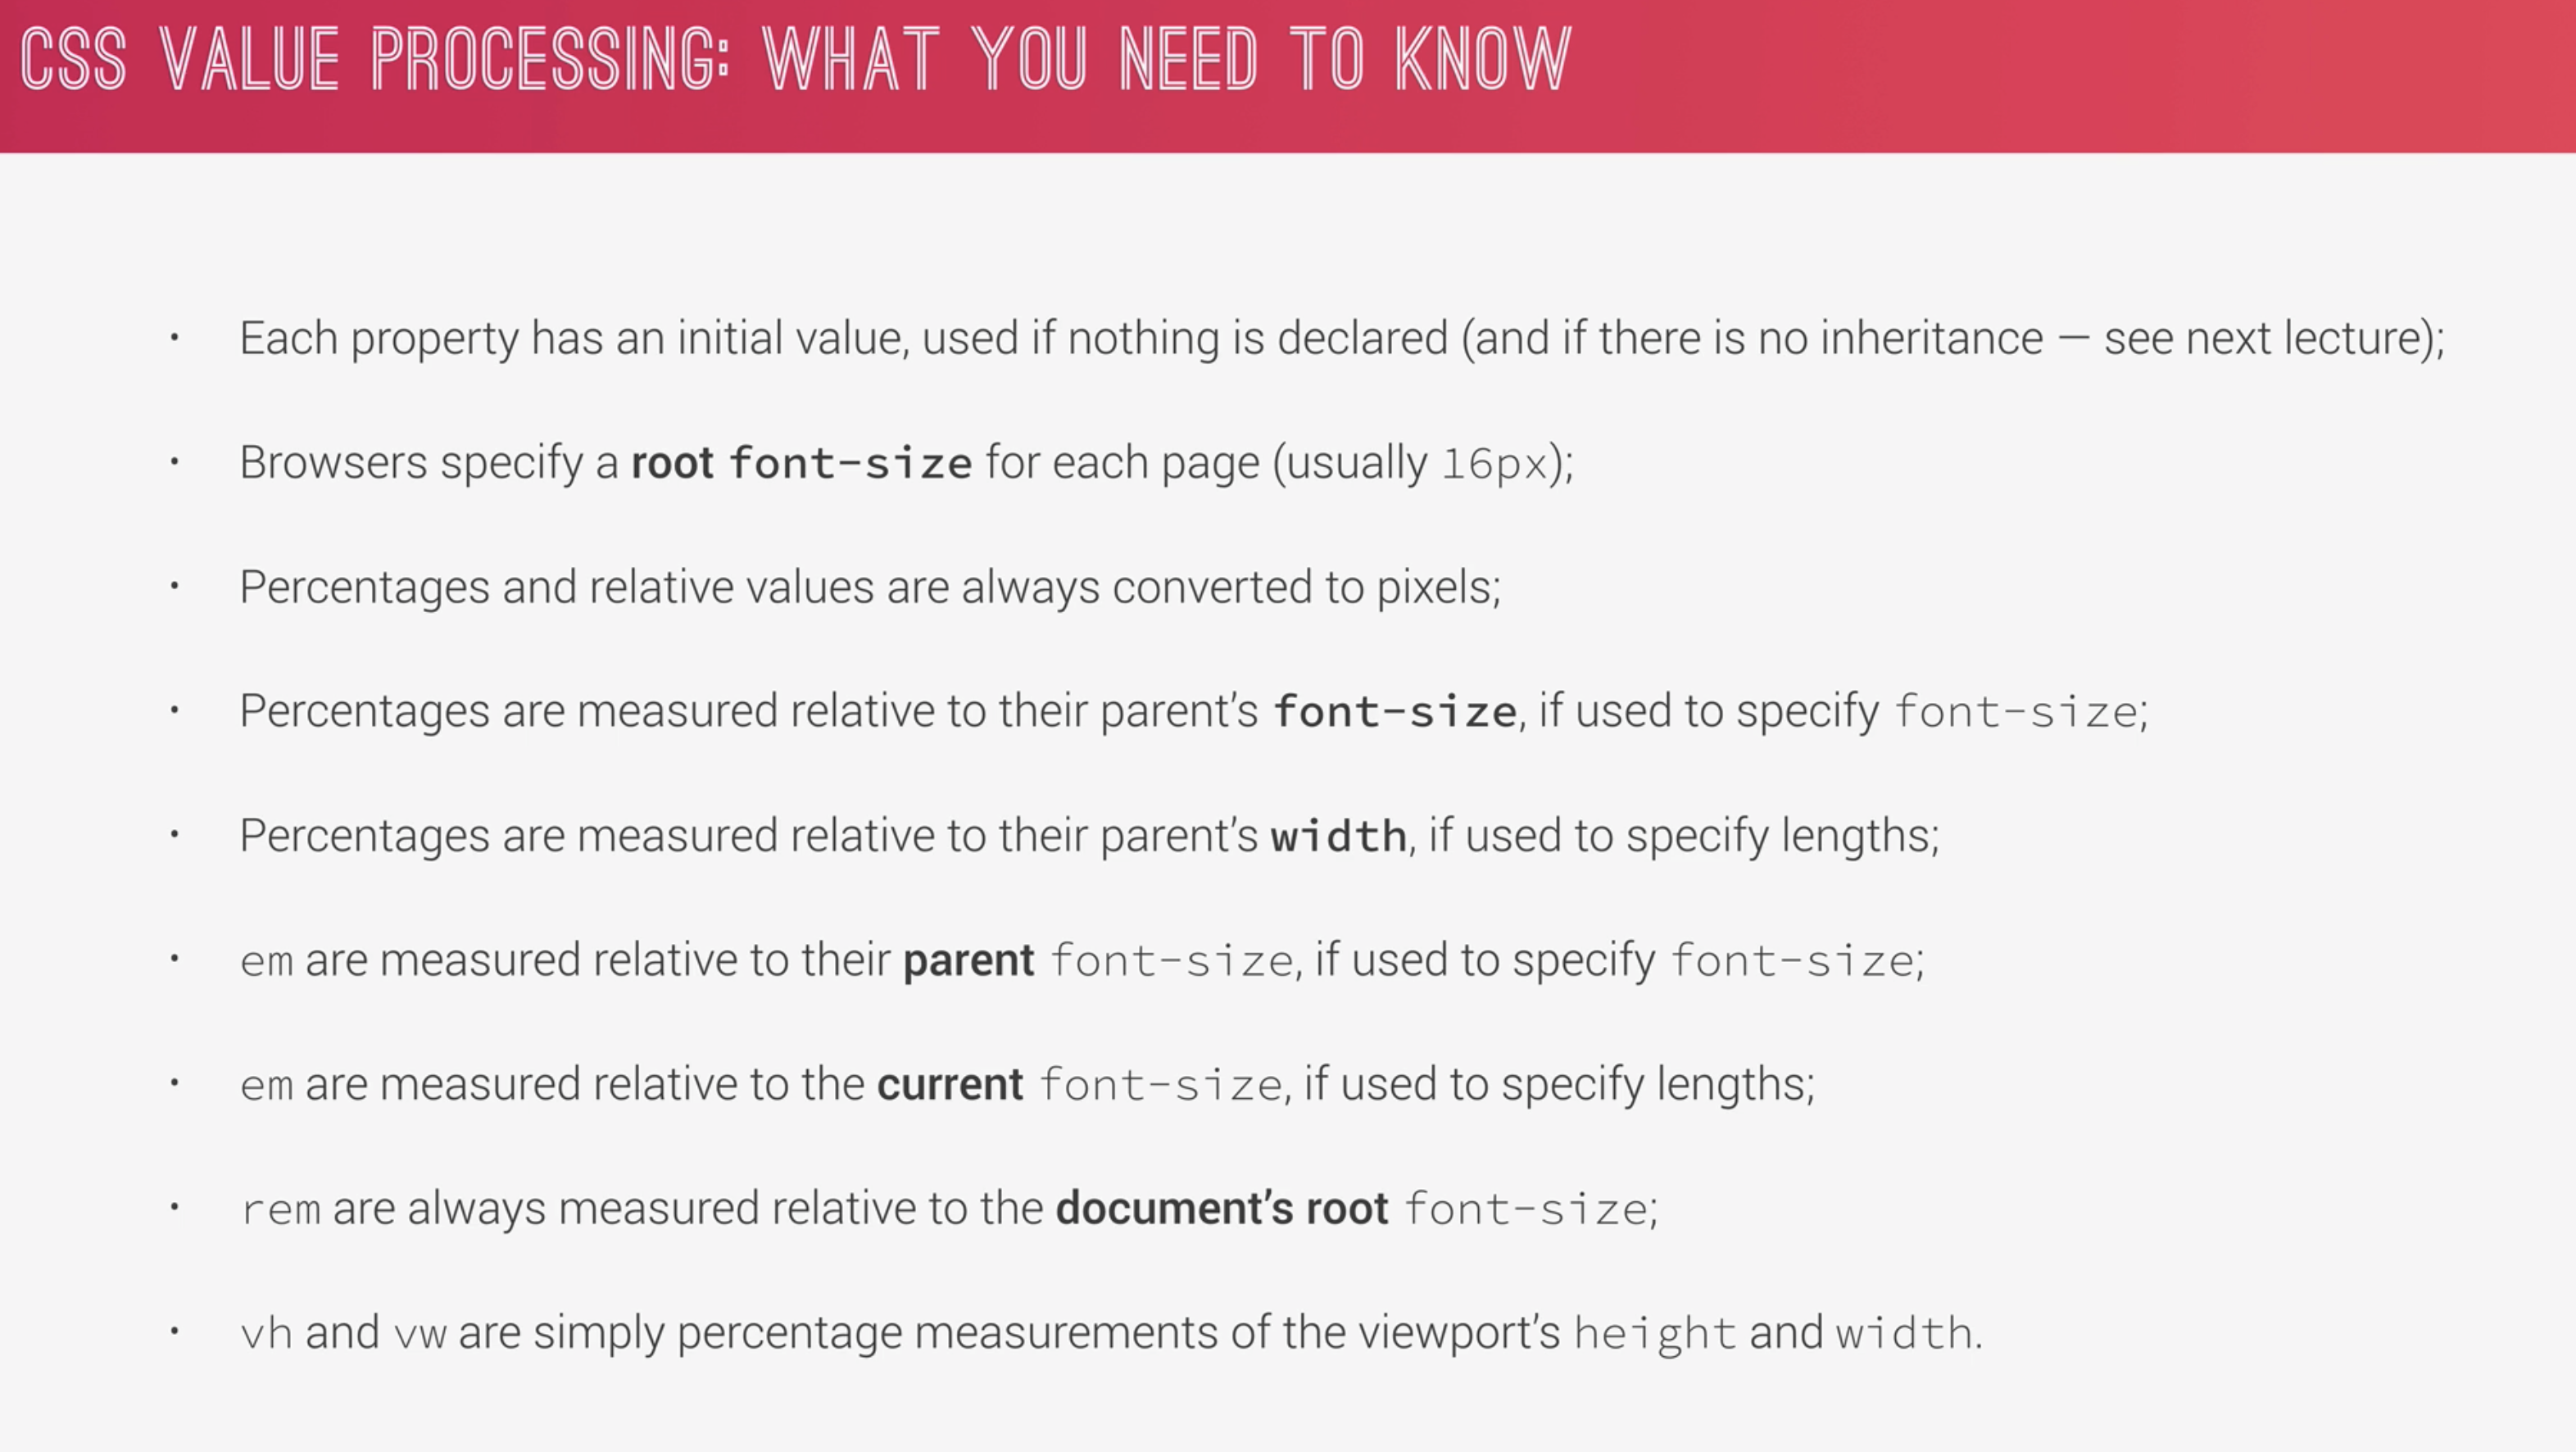 CSS VALUE PROCESSING: WHAT YOU NEED TO KNOW
• Each property has an initial value, used if nothing is declared (and if there is no inheritance — see next lecture);
• Browsers specify a root font-size for each page (usually 16px);
• Percentages and relative values are always converted to pixels;
• Percentages are measured relative to their parent’s font-size, if used to specify font-size;
• Percentages are measured relative to their parent’s width, if used to specify lengths;
• em are measured relative to their parent font-size, if used to specify font-size;
• em are measured relative to the current font-size, if used to specify lengths;
• rem are always measured relative to the document’s root font-size;
• vh and vw are simply percentage measurements of the viewport’s height and width.